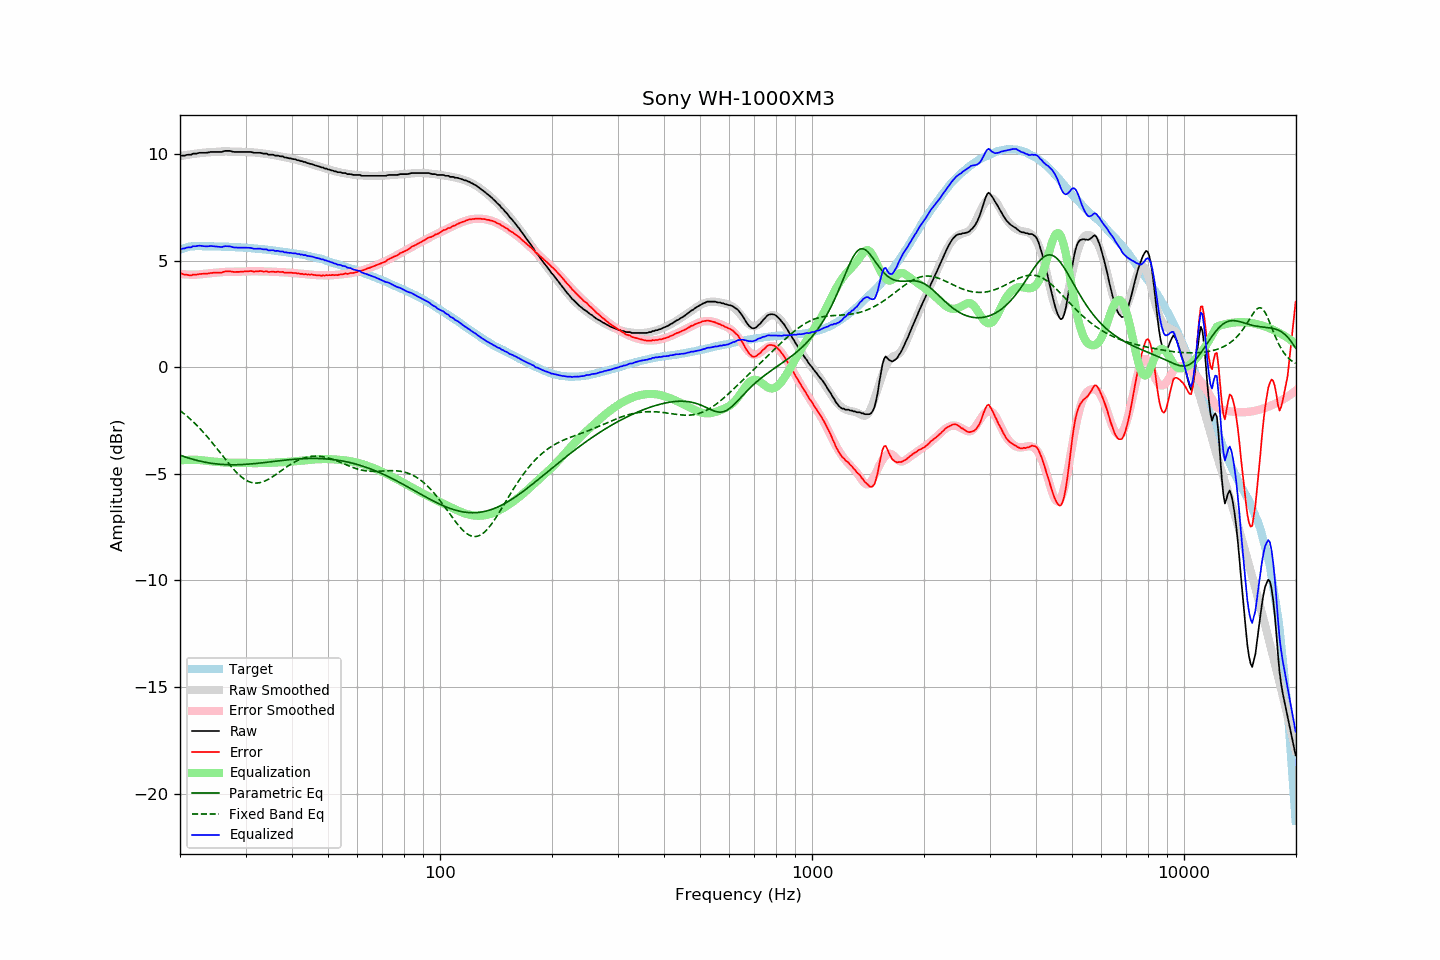 Sony WH-1000XM3
Amplitude (dBr)
10
5
0
−5
−10
−15
−20
Target
Raw Smoothed
Error Smoothed
Raw
Error
Equalization
Parametric Eq
Fixed Band Eq
Equalized
100
1000
10000
Frequency (Hz)